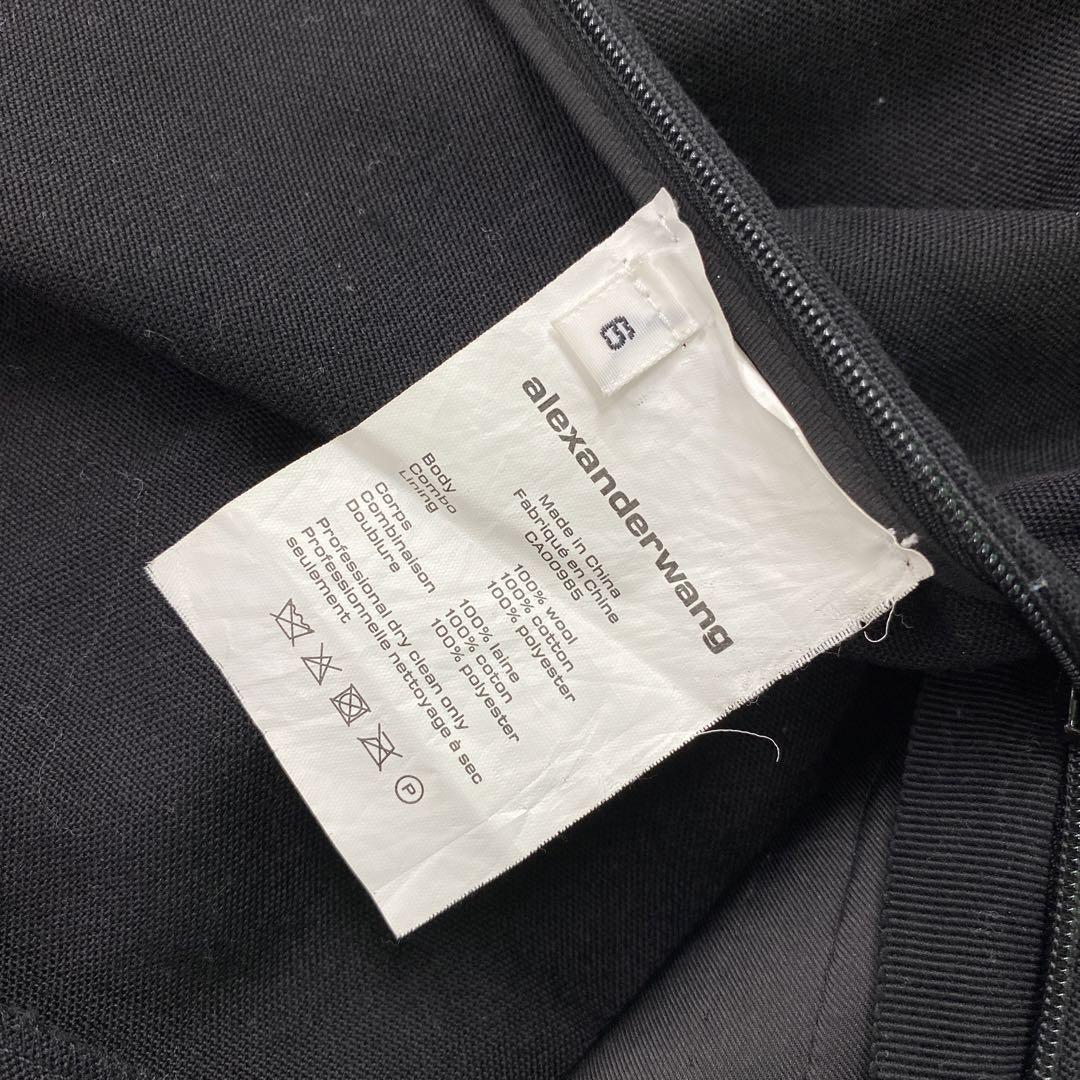 6
alexanderwang
Made in China
Fabriqué en chine
CA00985
Body 100% wool
Combo 100% cotton
Lining 100% polyester
Corps 100% laine
Combinaison 100% coton
Doublure 100% polyester
Professional dry clean only
Professionnelle nettoyage à sec
seulement
P